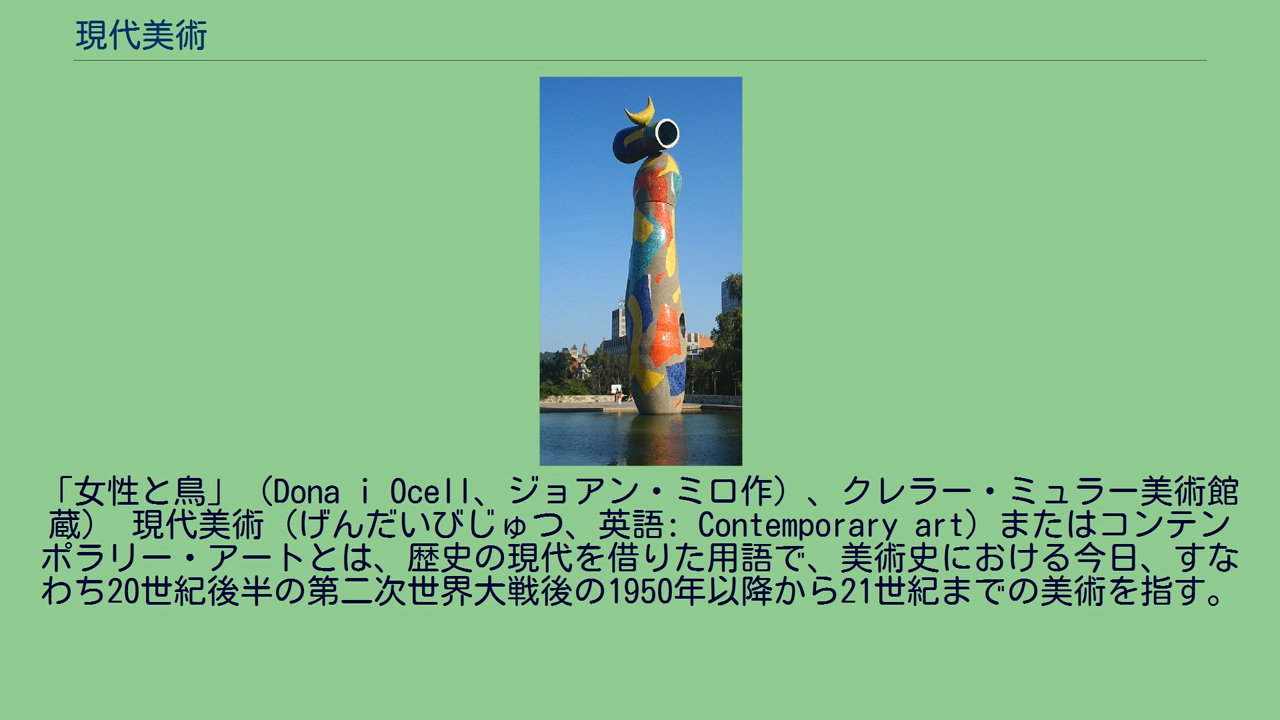 現代美術
「女性と鳥」（Dona i Ocell、ジョアン・ミロ作）、クレラー・ミュラー美術館
蔵） 現代美術（げんだいびじゅつ、英語: Contemporary art）またはコンテン
ポラリー・アートとは、歴史の現代を借りた用語で、美術史における今日、すな
わち20世紀後半の第二次世界大戦後の1950年以降から21世紀までの美術を指す。